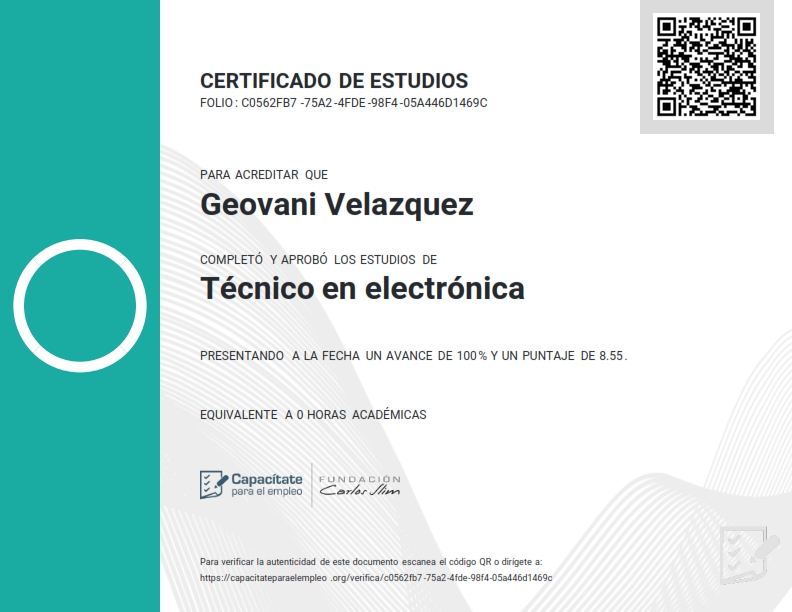 CERTIFICADO DE ESTUDIOS
FOLIO: C0562FB7-75A2-4FDE-98F4-05A446D1469C
PARA ACREDITAR QUE
Geovani Velazquez
COMPLETÓ Y APROBÓ LOS ESTUDIOS DE
Técnico en electrónica
PRESENTANDO A LA FECHA UN AVANCE DE 100% Y UN PUNTAJE DE 8.55.
EQUIVALENTE A 0 HORAS ACADÉMICAS
Capacítate
para el empleo
FUNDACIÓN
Carlos Slim
Para verificar la autenticidad de este documento escanea el código QR o dirígete a:
https://capacitateparaelempleo.org/verifica/c0562fb7-75a2-4fde-98f4-05a446d1469c